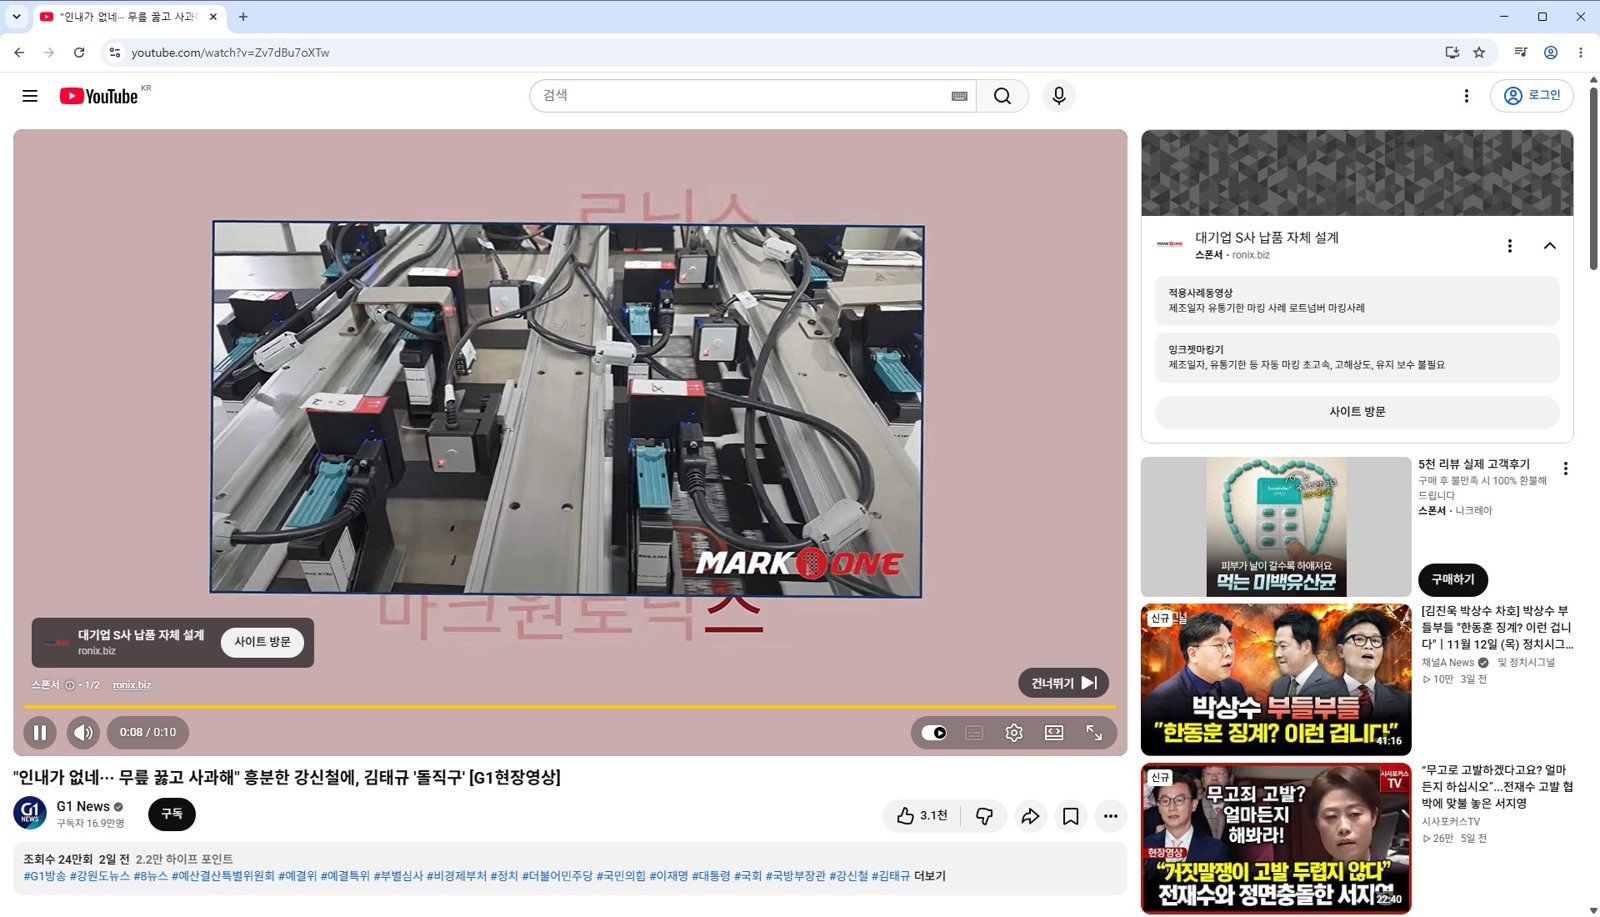 "인내가 없네… 무릎 꿇고 사과해
youtube.com/watch?v=Zv7dBu7oXTw
YouTube KR
검색
로그인
로닉스
MARK ONE
마크원로닉스
대기업 S사 납품 자체 설계
ronix.biz
사이트 방문
스폰서 · 1/2 ronix.biz
건너뛰기
0:08 / 0:10
"인내가 없네… 무릎 꿇고 사과해" 흥분한 강신철에, 김태규 '돌직구' [G1현장영상]
G1 NEWS
G1 News
구독자 16.9만명
구독
3.1천
조회수 24만회 2일 전 2.2만 하이프 포인트
#G1방송 #강원도뉴스 #8뉴스 #예산결산특별위원회 #예결위 #예결특위 #부별심사 #비경제부처 #정치 #더불어민주당 #국민의힘 #이재명 #대통령 #국회 #국방부장관 #강신철 #김태규 더보기
MARK ONE
대기업 S사 납품 자체 설계
스폰서 · ronix.biz
적용사례동영상
제조일자 유통기한 마킹 사례 로트넘버 마킹사례
잉크젯마킹기
제조일자, 유통기한 등 자동 마킹 초고속, 고해상도, 유지 보수 불필요
사이트 방문
피부가 날이 갈수록 하얘져요
먹는 미백유산균
5천 리뷰 실제 고객후기
구매 후 불만족 시 100% 환불해
드립니다
스폰서 · 나크레아
구매하기
신규
박상수 부들부들
"한동훈 징계? 이런 겁니다"
41:16
[김진욱 박상수 차호] 박상수 부
들부들 "한동훈 징계? 이런 겁니
다"ㅣ11월 12일 (목) 정치시그...
채널A News 및 정치시그널
10만 3일 전
신규
시사포커스
TV
무고죄 고발?
얼마든지
해봐라!
현장영상
"거짓말쟁이 고발 두렵지 않다"
전재수와 정면충돌한 서지영
22:40
"무고로 고발하겠다고요? 얼마
든지 하십시오"...전재수 고발 협
박에 맞불 놓은 서지영
시사포커스TV
26만 5일 전